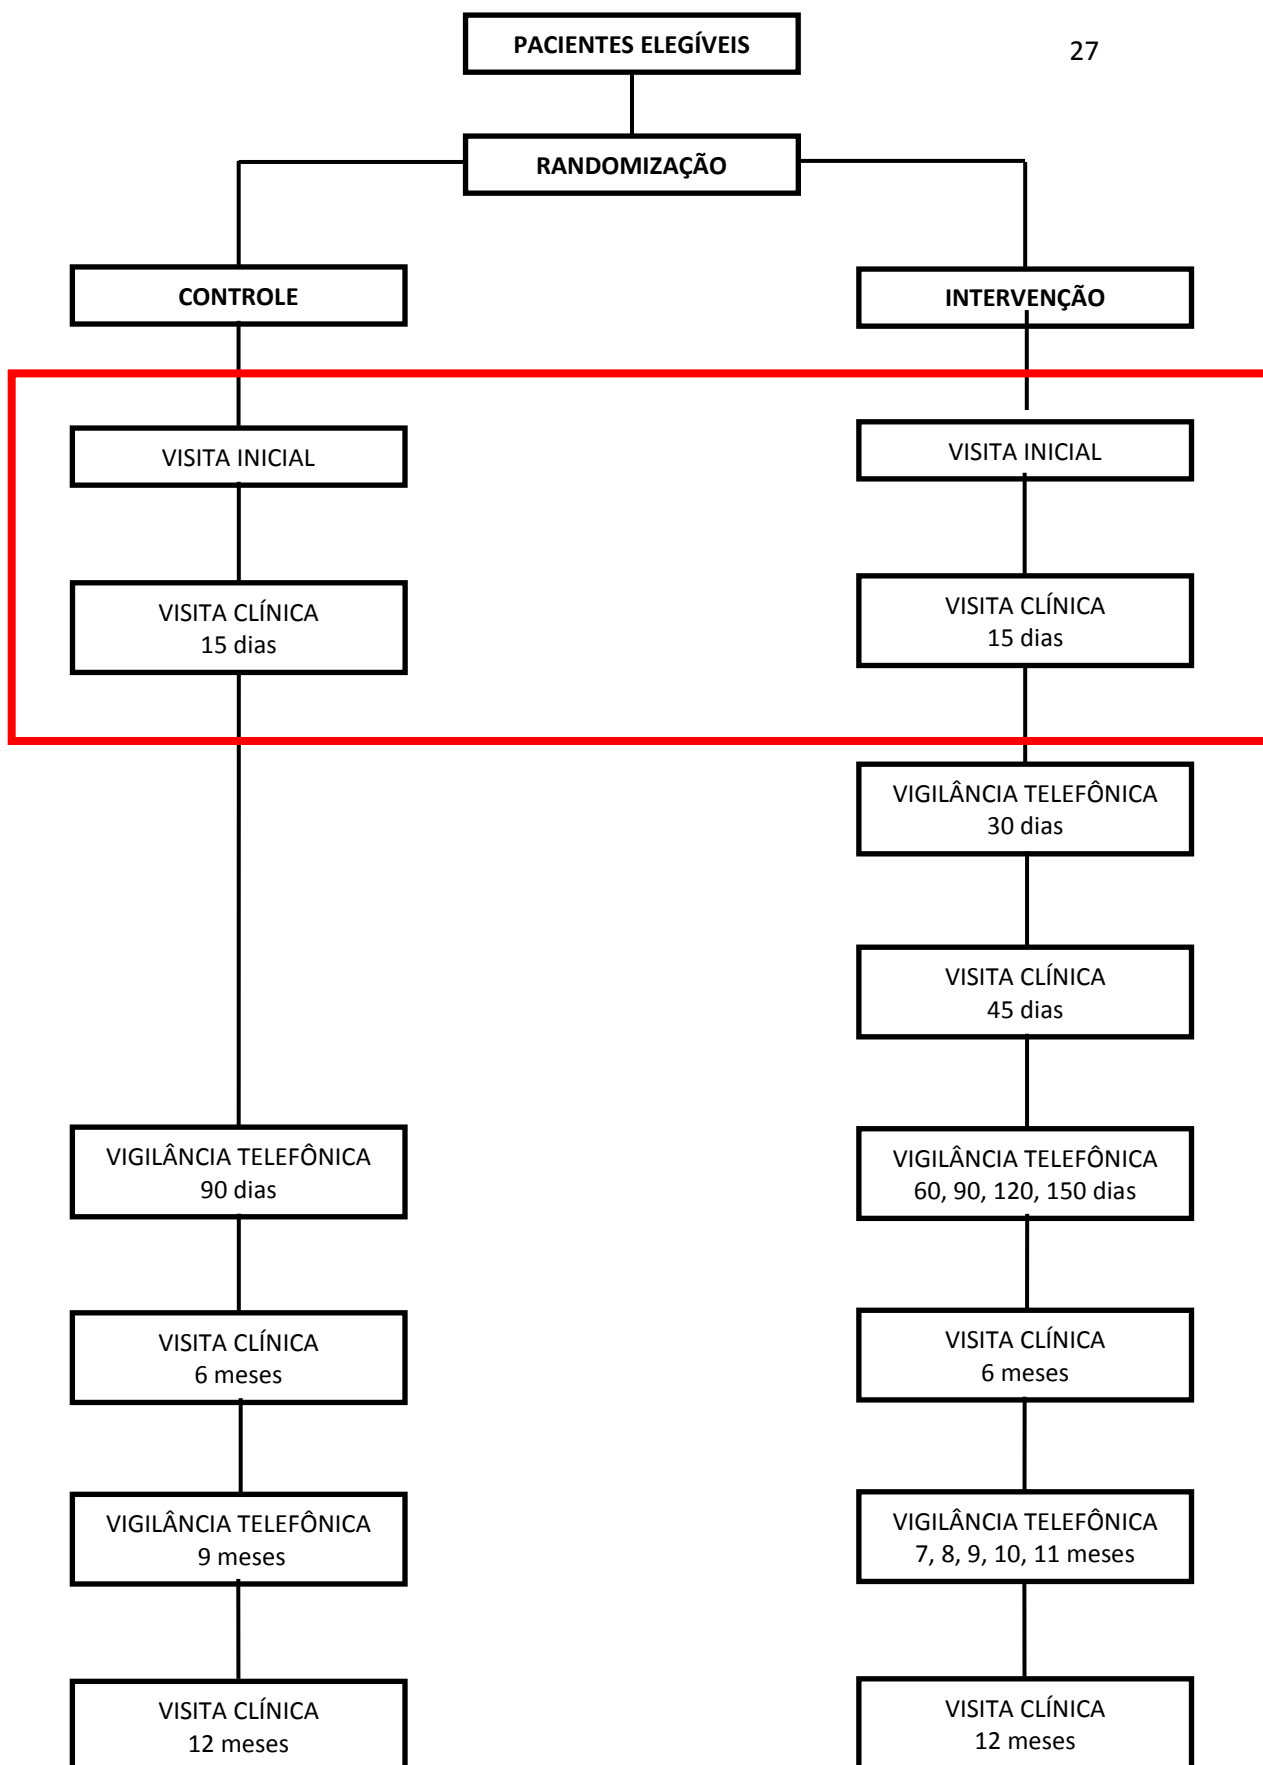 27
PACIENTES ELEGÍVEIS
RANDOMIZAÇÃO
CONTROLE
INTERVENÇÃO
VISITA INICIAL
VISITA INICIAL
VISITA CLÍNICA
15 dias
VISITA CLÍNICA
15 dias
VIGILÂNCIA TELEFÔNICA
30 dias
VISITA CLÍNICA
45 dias
VIGILÂNCIA TELEFÔNICA
90 dias
VIGILÂNCIA TELEFÔNICA
60, 90, 120, 150 dias
VISITA CLÍNICA
6 meses
VISITA CLÍNICA
6 meses
VIGILÂNCIA TELEFÔNICA
9 meses
VIGILÂNCIA TELEFÔNICA
7, 8, 9, 10, 11 meses
VISITA CLÍNICA
12 meses
VISITA CLÍNICA
12 meses